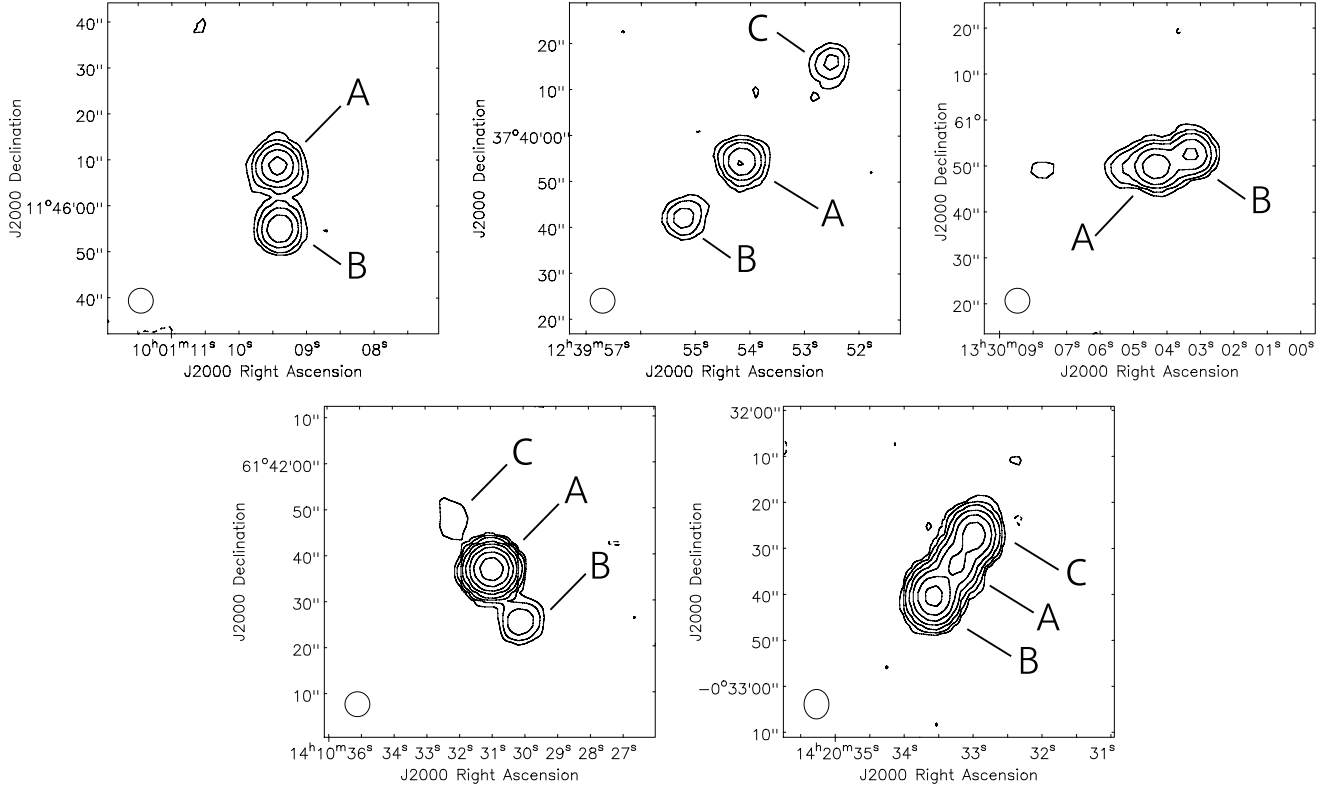 40"
30"
20"
10"
11°46'00"
50"
40"
J2000 Declination
A
B
10ʰ01ᵐ11ˢ 10ˢ 09ˢ 08ˢ
J2000 Right Ascension
20"
10"
37°40'00"
50"
40"
30"
20"
J2000 Declination
C
A
B
12ʰ39ᵐ57ˢ 55ˢ 54ˢ 53ˢ 52ˢ
J2000 Right Ascension
20"
10"
61°
50"
40"
30"
20"
J2000 Declination
A
B
13ʰ30ᵐ09ˢ 07ˢ 06ˢ 05ˢ 04ˢ 03ˢ 02ˢ 01ˢ 00ˢ
J2000 Right Ascension
10"
61°42'00"
50"
40"
30"
20"
10"
J2000 Declination
C
A
B
14ʰ10ᵐ36ˢ 34ˢ 33ˢ 32ˢ 31ˢ 30ˢ 29ˢ 28ˢ 27ˢ
J2000 Right Ascension
32'00"
10"
20"
30"
40"
50"
−0°33'00"
10"
J2000 Declination
C
A
B
14ʰ20ᵐ35ˢ 34ˢ 33ˢ 32ˢ 31ˢ
J2000 Right Ascension